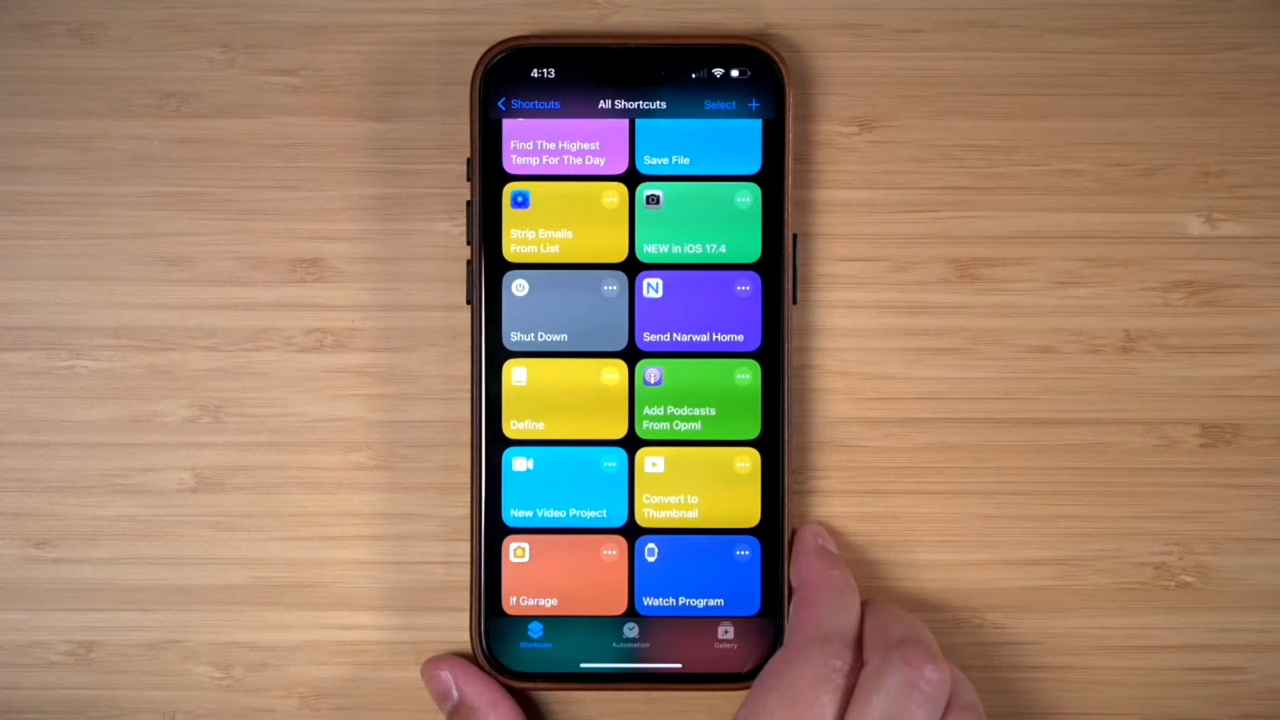 4:13
Shortcuts
All Shortcuts
Select
Find The Highest
Temp For The Day
Save File
Strip Emails
From List
NEW in iOS 17.4
Shut Down
N
Send Narwal Home
Define
Add Podcasts
From Opml
New Video Project
Convert to
Thumbnail
If Garage
Watch Program
Shortcuts
Automation
Gallery